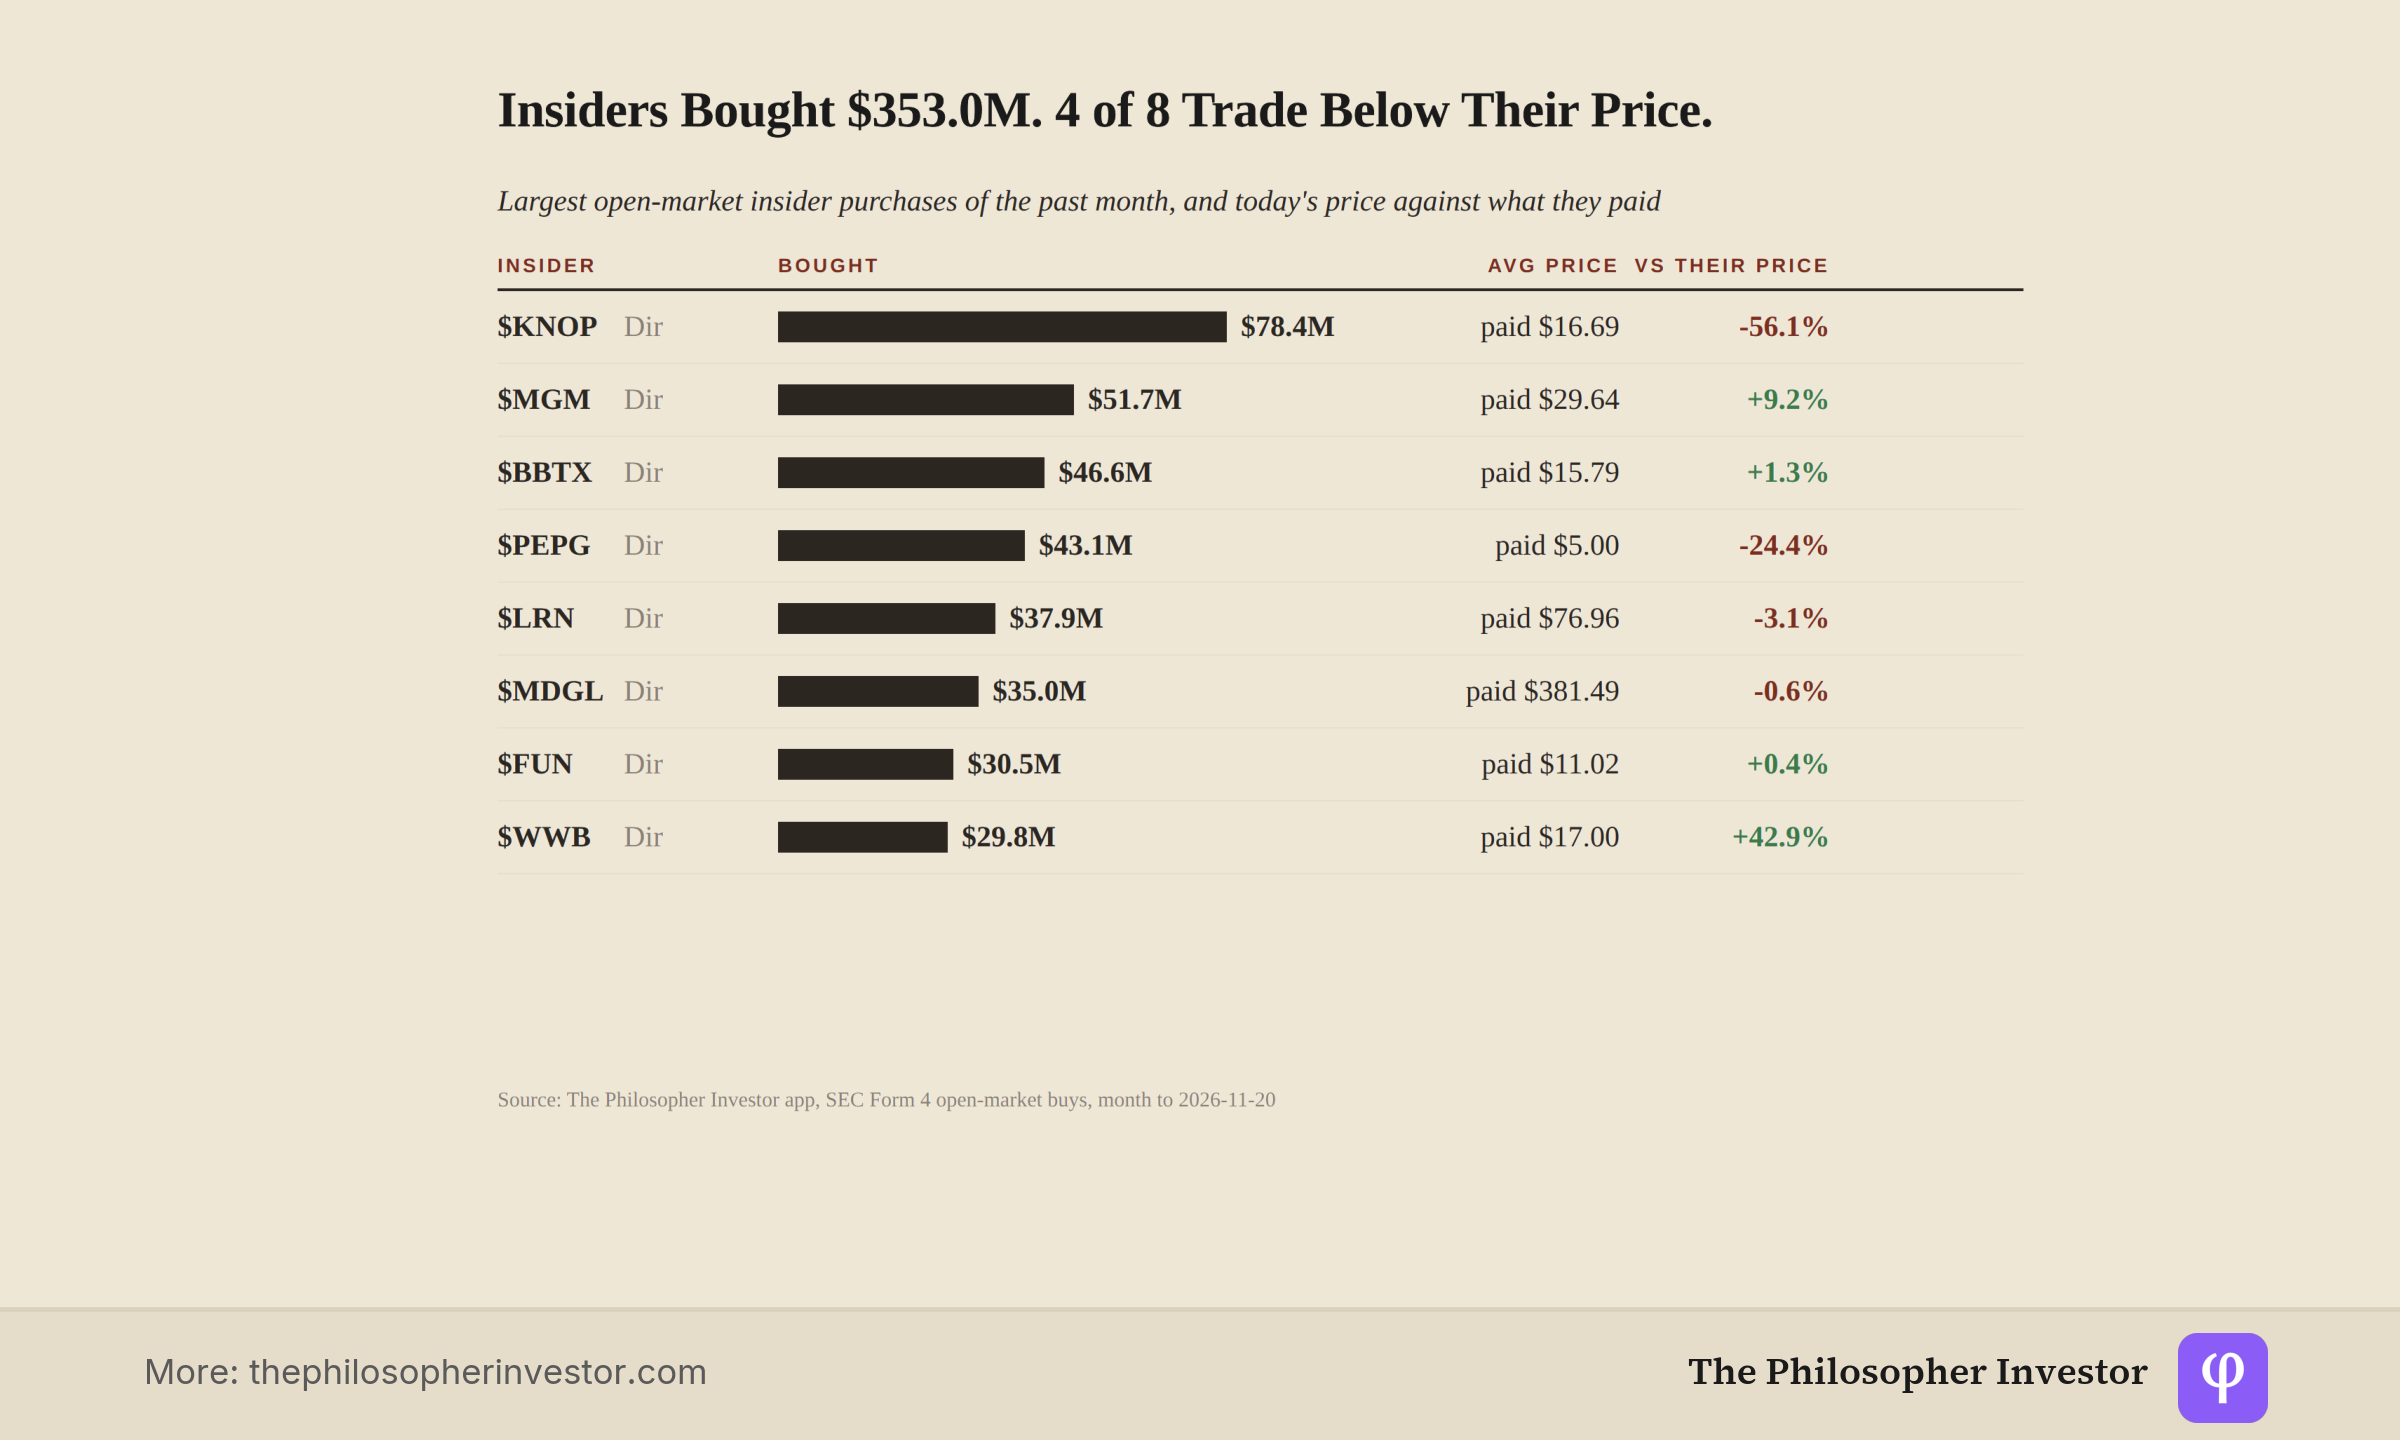 Insiders Bought $353.0M. 4 of 8 Trade Below Their Price.
Largest open-market insider purchases of the past month, and today's price against what they paid
INSIDER BOUGHT AVG PRICE VS THEIR PRICE
$KNOP Dir $78.4M paid $16.69 -56.1%
$MGM Dir $51.7M paid $29.64 +9.2%
$BBTX Dir $46.6M paid $15.79 +1.3%
$PEPG Dir $43.1M paid $5.00 -24.4%
$LRN Dir $37.9M paid $76.96 -3.1%
$MDGL Dir $35.0M paid $381.49 -0.6%
$FUN Dir $30.5M paid $11.02 +0.4%
$WWB Dir $29.8M paid $17.00 +42.9%
Source: The Philosopher Investor app, SEC Form 4 open-market buys, month to 2026-11-20
More: thephilosopherinvestor.com
The Philosopher Investor φ